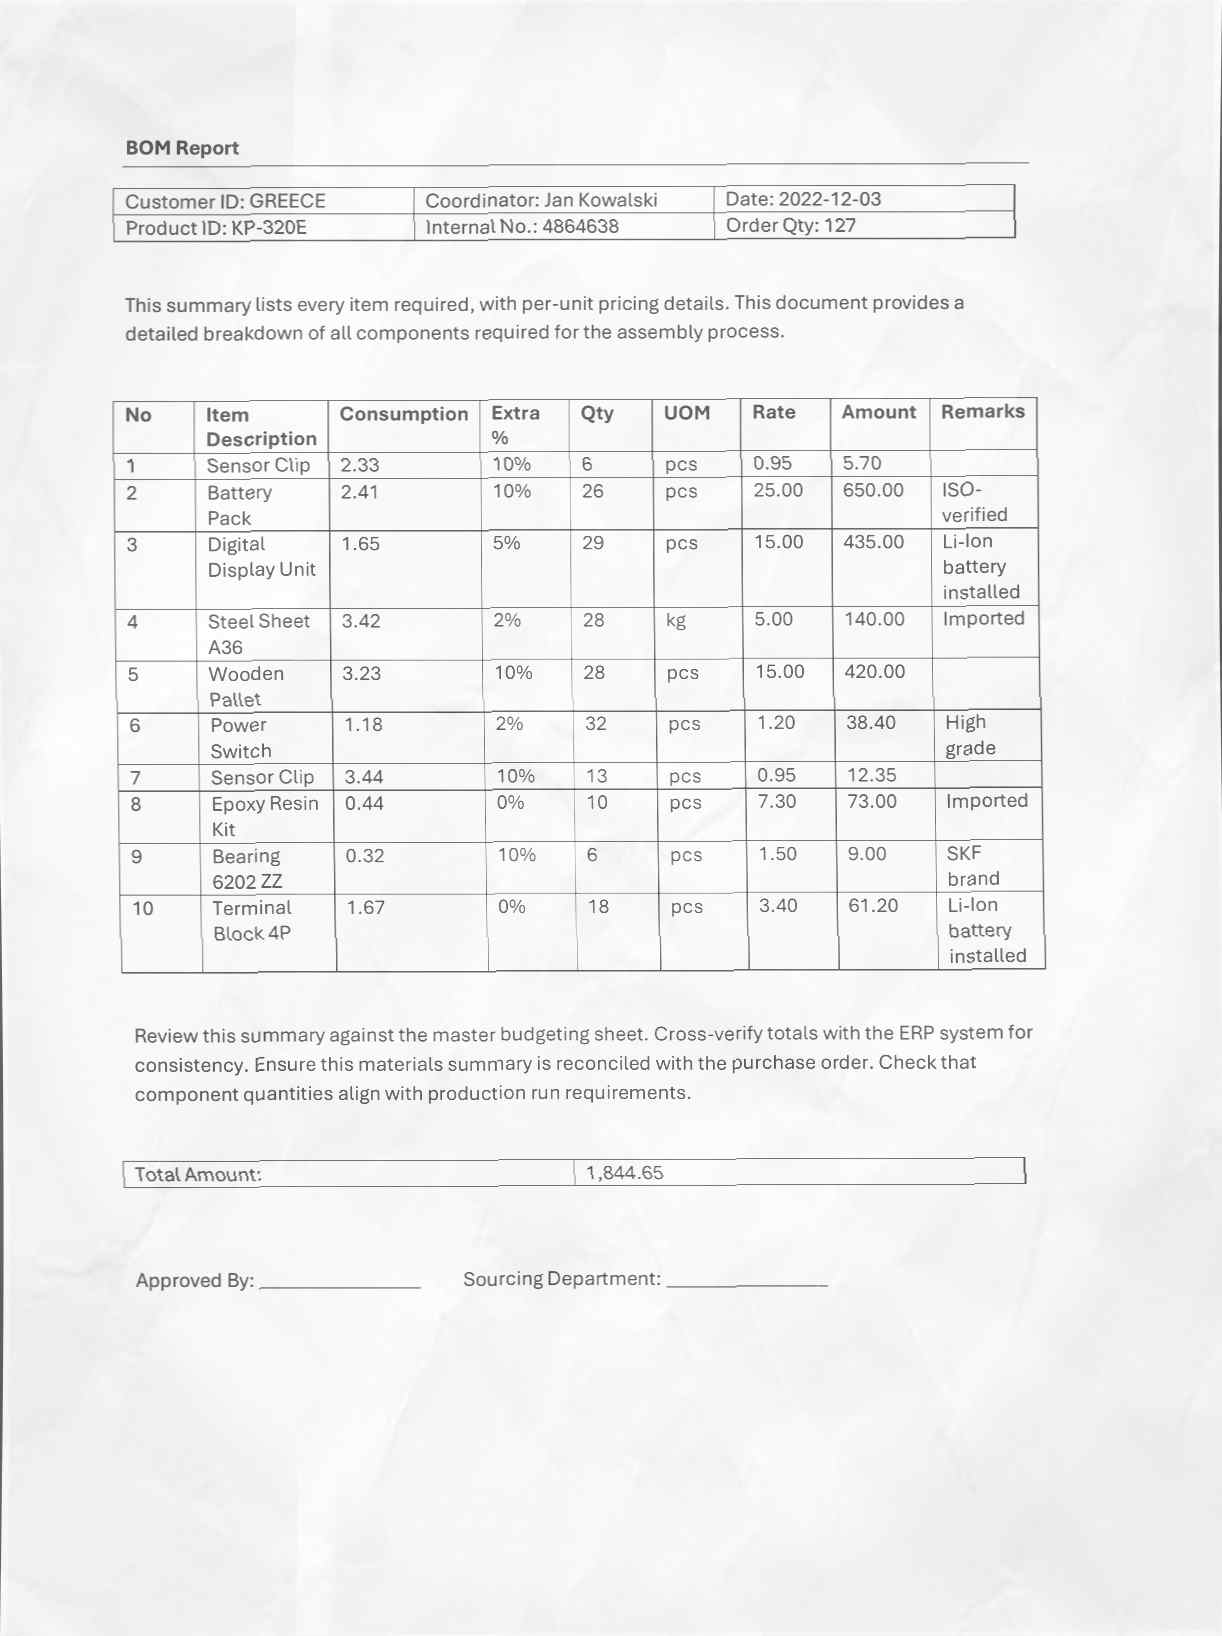 BOM Report
Customer ID: GREECE Coordinator: Jan Kowalski Date: 2022-12-03
Product ID: KP-320E Internal No.: 4864638 Order Qty: 127
This summary lists every item required, with per-unit pricing details. This document provides a
detailed breakdown of all components required for the assembly process.
No Item Consumption Extra Qty UOM Rate Amount Remarks
Description %
1 Sensor Clip 2.33 10% 6 pcs 0.95 5.70
2 Battery 2.41 10% 26 pcs 25.00 650.00 ISO-
Pack verified
3 Digital 1.65 5% 29 pcs 15.00 435.00 Li-Ion
Display Unit battery
installed
4 Steel Sheet 3.42 2% 28 kg 5.00 140.00 Imported
A36
5 Wooden 3.23 10% 28 pcs 15.00 420.00
Pallet
6 Power 1.18 2% 32 pcs 1.20 38.40 High
Switch grade
7 Sensor Clip 3.44 10% 13 pcs 0.95 12.35
8 Epoxy Resin 0.44 0% 10 pcs 7.30 73.00 Imported
Kit
9 Bearing 0.32 10% 6 pcs 1.50 9.00 SKF
6202 ZZ brand
10 Terminal 1.67 0% 18 pcs 3.40 61.20 Li-Ion
Block 4P battery
installed
Review this summary against the master budgeting sheet. Cross-verify totals with the ERP system for
consistency. Ensure this materials summary is reconciled with the purchase order. Check that
component quantities align with production run requirements.
Total Amount: 1,844.65
Approved By: _______________ Sourcing Department: _______________